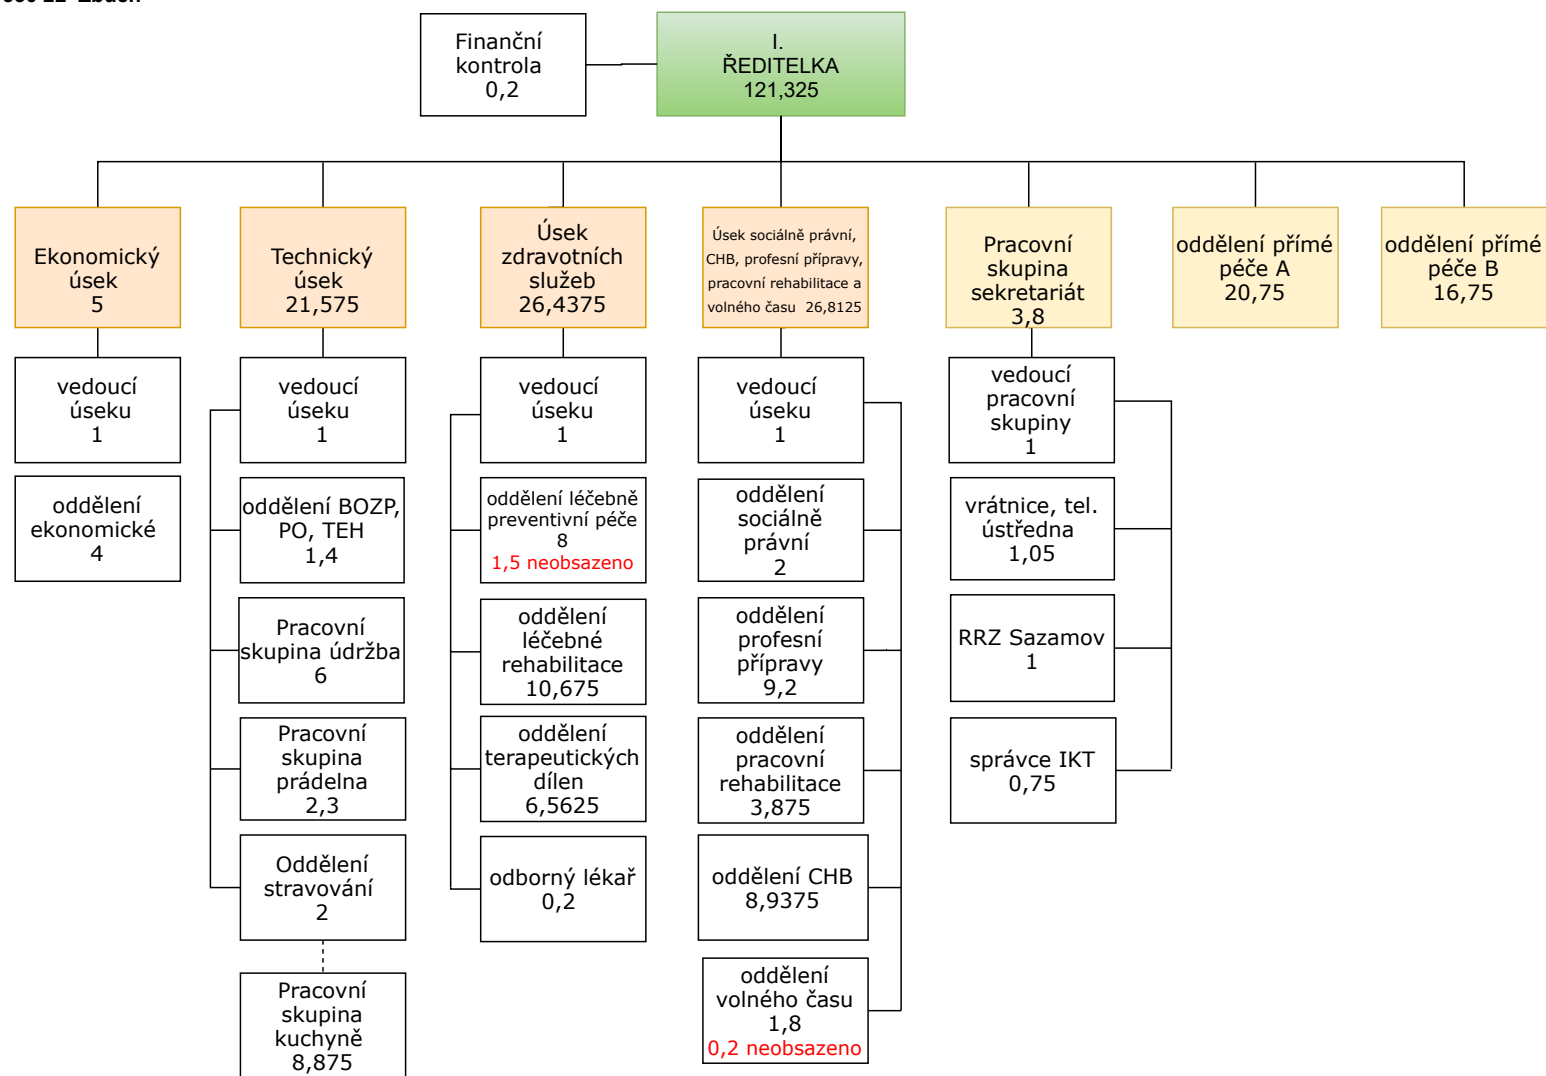 Finanční
kontrola
0,2
I.
ŘEDITELKA
121,325
Ekonomický
úsek
5
Technický
úsek
21,575
Úsek
zdravotních
služeb
26,4375
Úsek sociálně právní,
CHB, profesní přípravy,
pracovní rehabilitace a
volného času 26,8125
Pracovní
skupina
sekretariát
3,8
oddělení přímé
péče A
20,75
oddělení přímé
péče B
16,75
vedoucí
úseku
1
oddělení
ekonomické
4
vedoucí
úseku
1
oddělení BOZP,
PO, TEH
1,4
Pracovní
skupina údržba
6
Pracovní
skupina
prádelna
2,3
Oddělení
stravování
2
Pracovní
skupina
kuchyně
8,875
vedoucí
úseku
1
oddělení léčebně
preventivní péče
8
1,5 neobsazeno
oddělení
léčebné
rehabilitace
10,675
oddělení
terapeutických
dílen
6,5625
odborný lékař
0,2
vedoucí
úseku
1
oddělení
sociálně
právní
2
oddělení
profesní
přípravy
9,2
oddělení
pracovní
rehabilitace
3,875
oddělení CHB
8,9375
oddělení
volného času
1,8
0,2 neobsazeno
vedoucí
pracovní
skupiny
1
vrátnice, tel.
ústředna
1,05
RRZ Sazamov
1
správce IKT
0,75